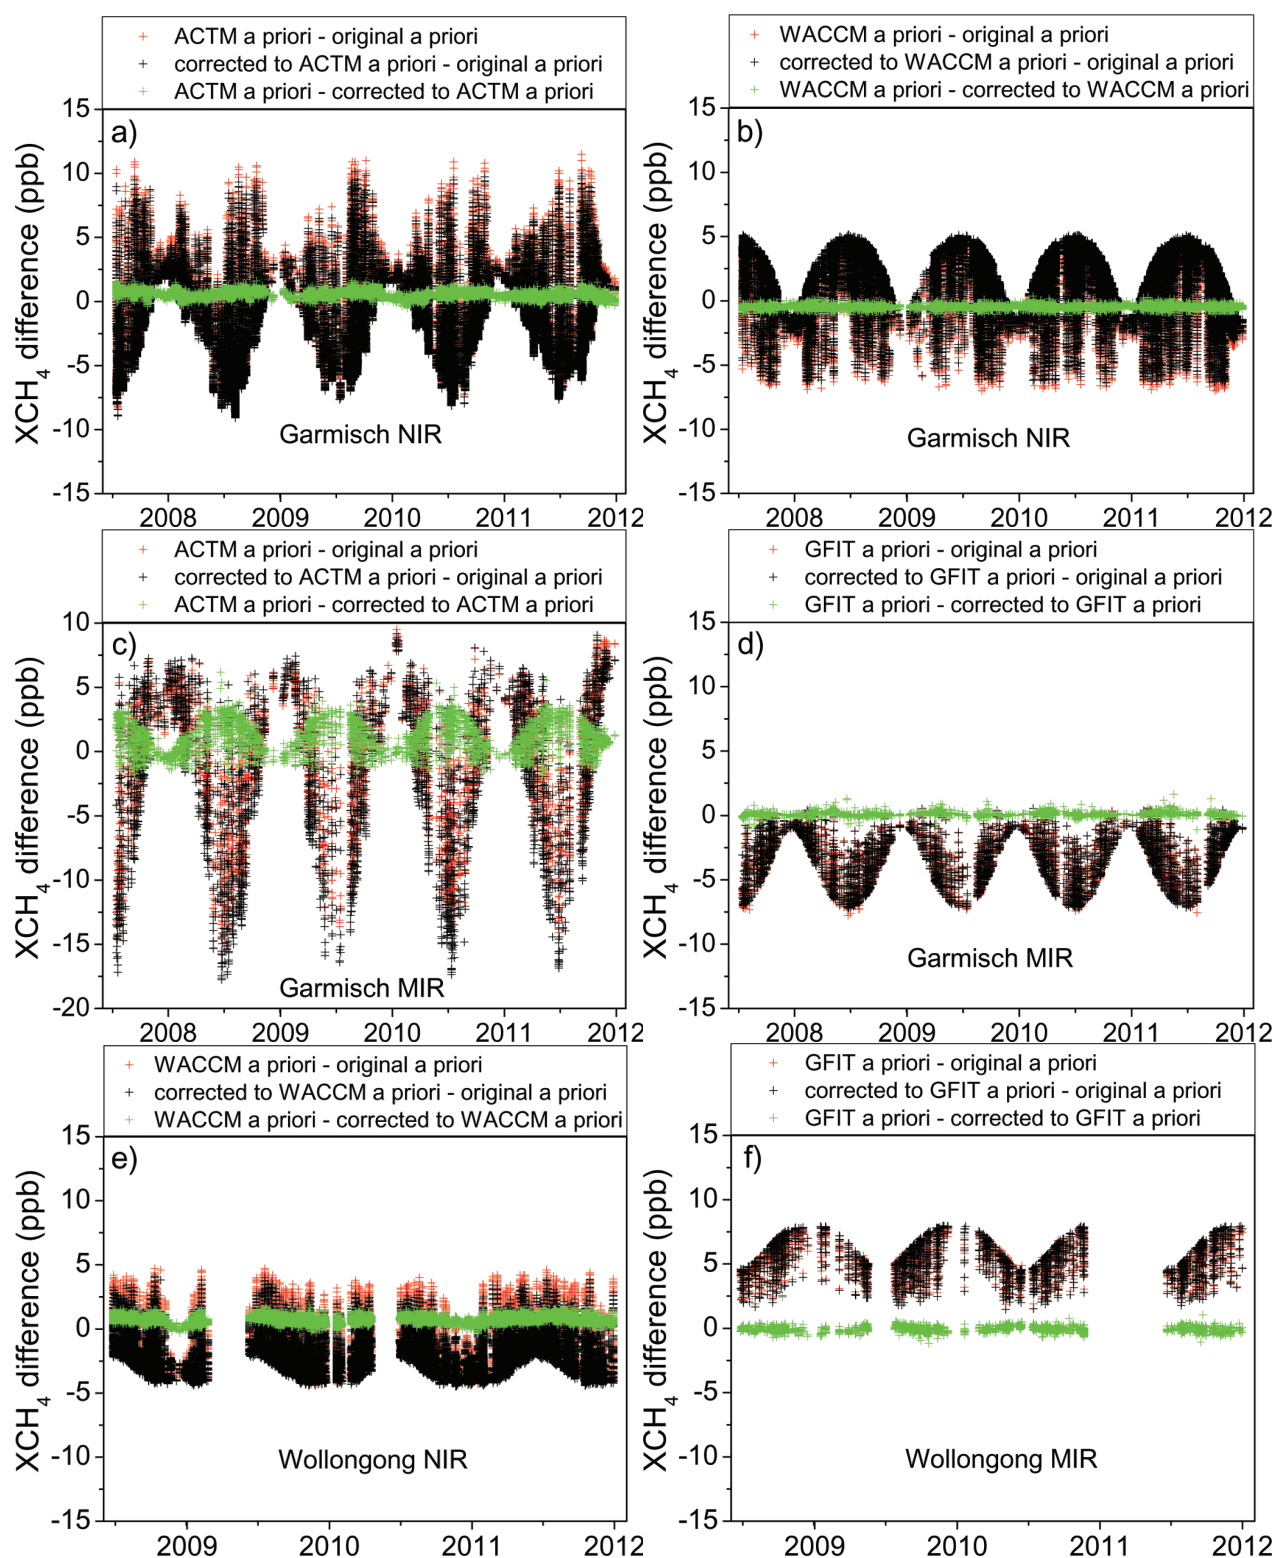 ACTM a priori - original a priori
corrected to ACTM a priori - original a priori
ACTM a priori - corrected to ACTM a priori
a)
XCH4 difference (ppb)
15
10
5
0
-5
-10
-15
Garmisch NIR
2008 2009 2010 2011 2012
WACCM a priori - original a priori
corrected to WACCM a priori - original a priori
WACCM a priori - corrected to WACCM a priori
b)
XCH4 difference (ppb)
15
10
5
0
-5
-10
-15
Garmisch NIR
2008 2009 2010 2011 2012
ACTM a priori - original a priori
corrected to ACTM a priori - original a priori
ACTM a priori - corrected to ACTM a priori
c)
XCH4 difference (ppb)
10
5
0
-5
-10
-15
-20
Garmisch MIR
2008 2009 2010 2011 2012
GFIT a priori - original a priori
corrected to GFIT a priori - original a priori
GFIT a priori - corrected to GFIT a priori
d)
XCH4 difference (ppb)
15
10
5
0
-5
-10
-15
Garmisch MIR
2008 2009 2010 2011 2012
WACCM a priori - original a priori
corrected to WACCM a priori - original a priori
WACCM a priori - corrected to WACCM a priori
e)
XCH4 difference (ppb)
15
10
5
0
-5
-10
-15
Wollongong NIR
2009 2010 2011 2012
GFIT a priori - original a priori
corrected to GFIT a priori - original a priori
GFIT a priori - corrected to GFIT a priori
f)
XCH4 difference (ppb)
15
10
5
0
-5
-10
-15
Wollongong MIR
2009 2010 2011 2012